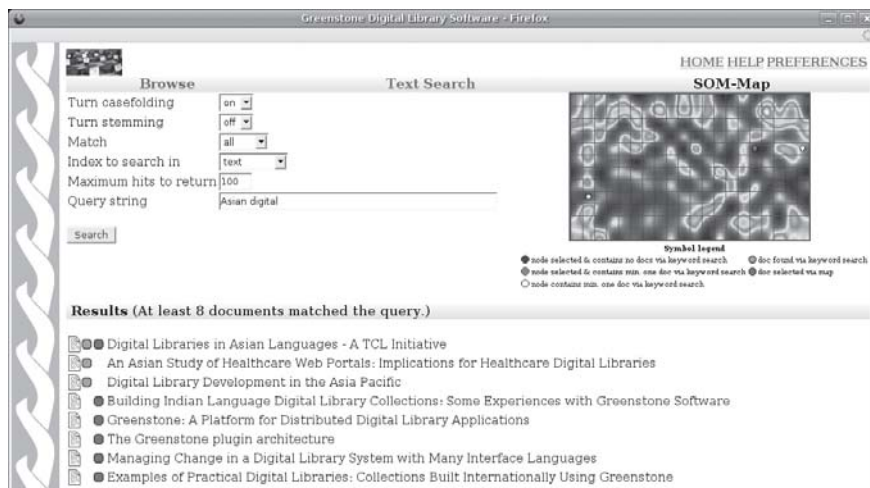 Greenstone Digital Library Software - Firefox
HOME HELP PREFERENCES
Browse Text Search SOM-Map
Turn casefolding on
Turn stemming off
Match all
Index to search in text
Maximum hits to return 100
Query string Asian digital
Search
Symbol legend
node selected & contains no docs via keyword search doc found via keyword search
node selected & contains min. one doc via keyword search doc selected via map
node contains min. one doc via keyword search
Results (At least 8 documents matched the query.)
Digital Libraries in Asian Languages - A TCL Initiative
An Asian Study of Healthcare Web Portals: Implications for Healthcare Digital Libraries
Digital Library Development in the Asia Pacific
Building Indian Language Digital Library Collections: Some Experiences with Greenstone Software
Greenstone: A Platform for Distributed Digital Library Applications
The Greenstone plugin architecture
Managing Change in a Digital Library System with Many Interface Languages
Examples of Practical Digital Libraries: Collections Built Internationally Using Greenstone